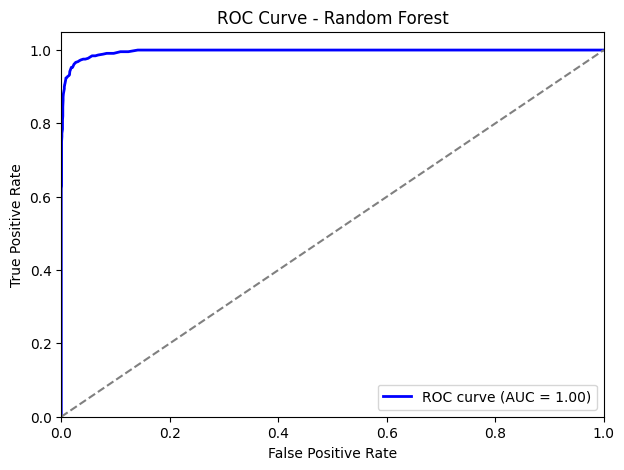 ROC Curve - Random Forest
True Positive Rate
1.0
0.8
0.6
0.4
0.2
0.0
ROC curve (AUC = 1.00)
0.0 0.2 0.4 0.6 0.8 1.0
False Positive Rate